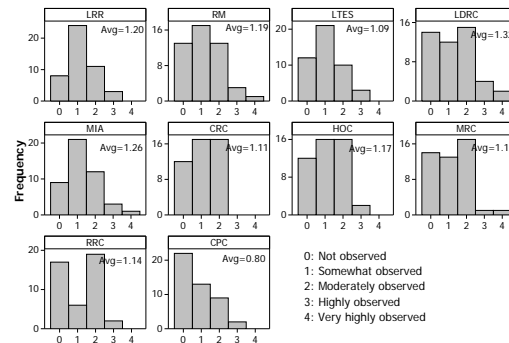 LRR RM LTES LDRC
Avg=1.20 Avg=1.19 Avg=1.09
20 16 20 16
10 8 10 8
0 0 0 0
0 1 2 3 4 0 1 2 3 4 0 1 2 3 4 0 1 2 3 4
MIA CRC HOC MRC
Avg=1.26 Avg=1.11 Avg=1.17
20 16 16 16
10 8 8 8
0 0 0 0
0 1 2 3 4 0 1 2 3 4 0 1 2 3 4 0 1 2 3 4
Frequency
RRC CPC
Avg=1.14 Avg=0.80
20 20
10 10
0 0
0 1 2 3 4 0 1 2 3 4
0: Not observed
1: Somewhat observed
2: Moderately observed
3: Highly observed
4: Very highly observed